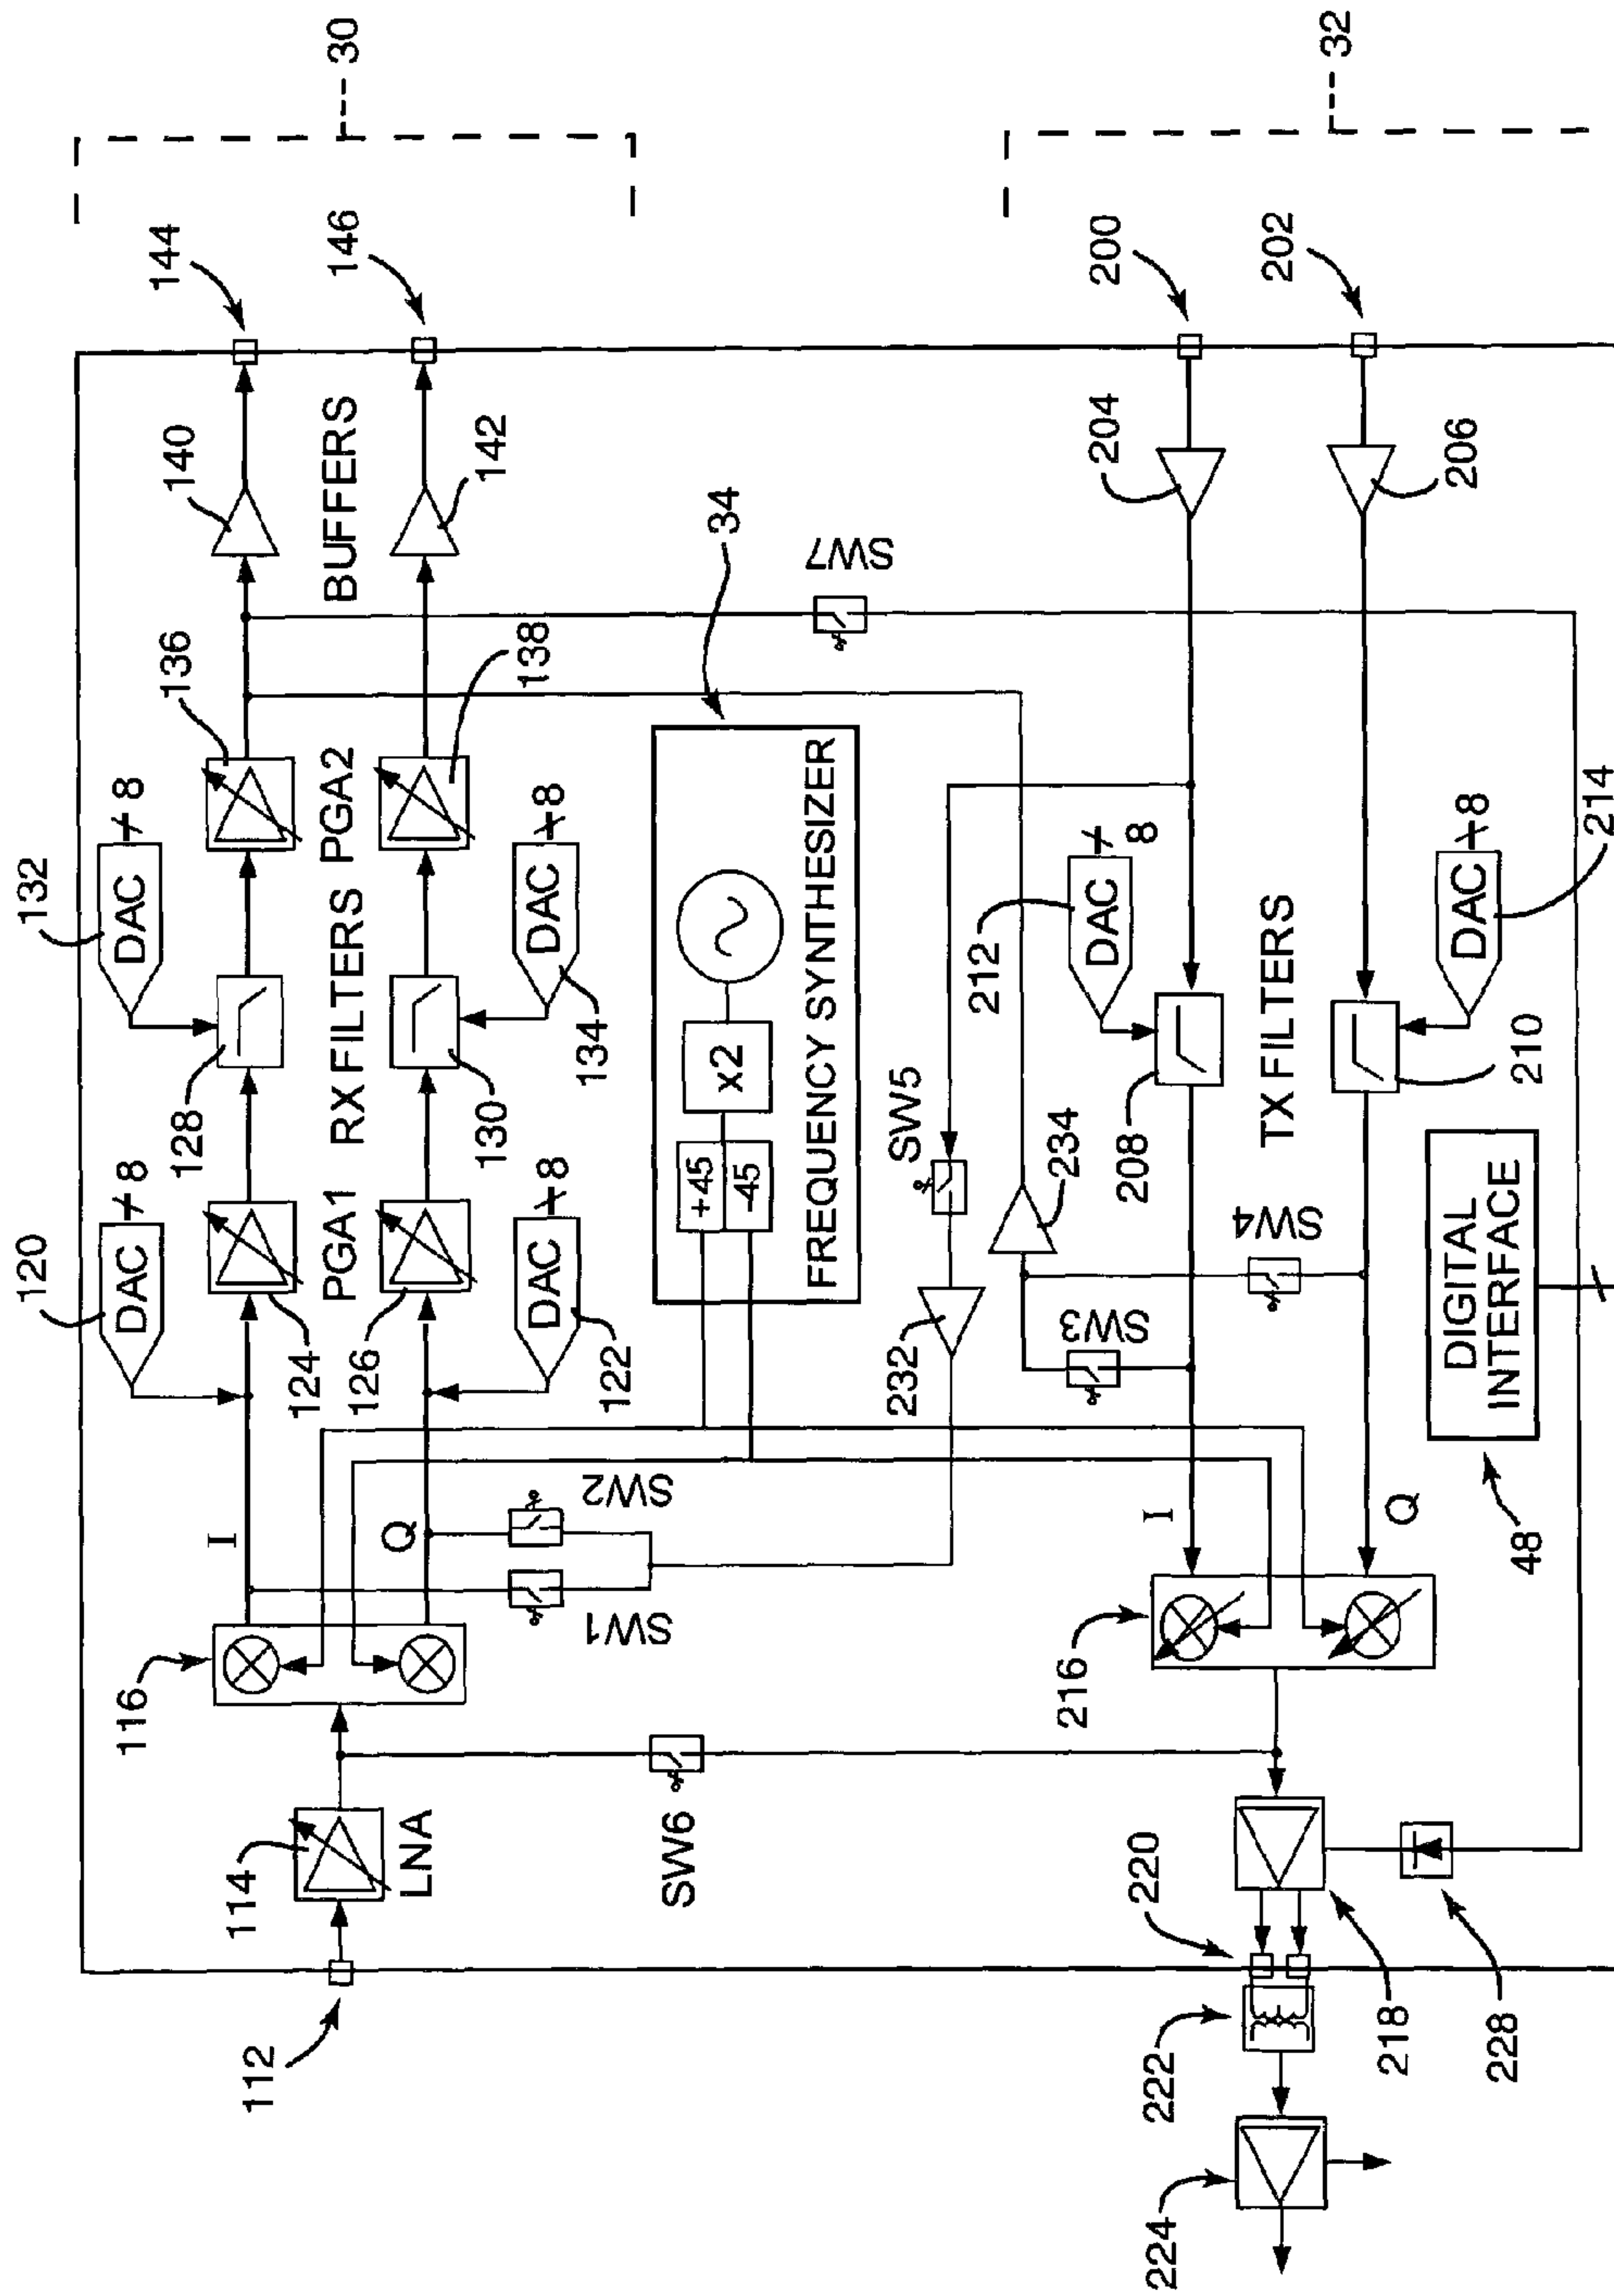 30
32
144
146
200
202
140
BUFFERS
142
34
SW7
204
206
136
138
8
PGA2
8
132
DAC
DAC
134
RX FILTERS
128
130
8
120
DAC
PGA1
124
126
8
DAC
122
FREQUENCY SYNTHESIZER
x2
+45
-45
SW5
232
234
212
DAC
8
208
TX FILTERS
8
DAC
214
210
SW4
SW3
DIGITAL
INTERFACE
48
I
Q
SW2
SW1
116
I
Q
216
114
LNA
SW6
112
220
222
218
228
224